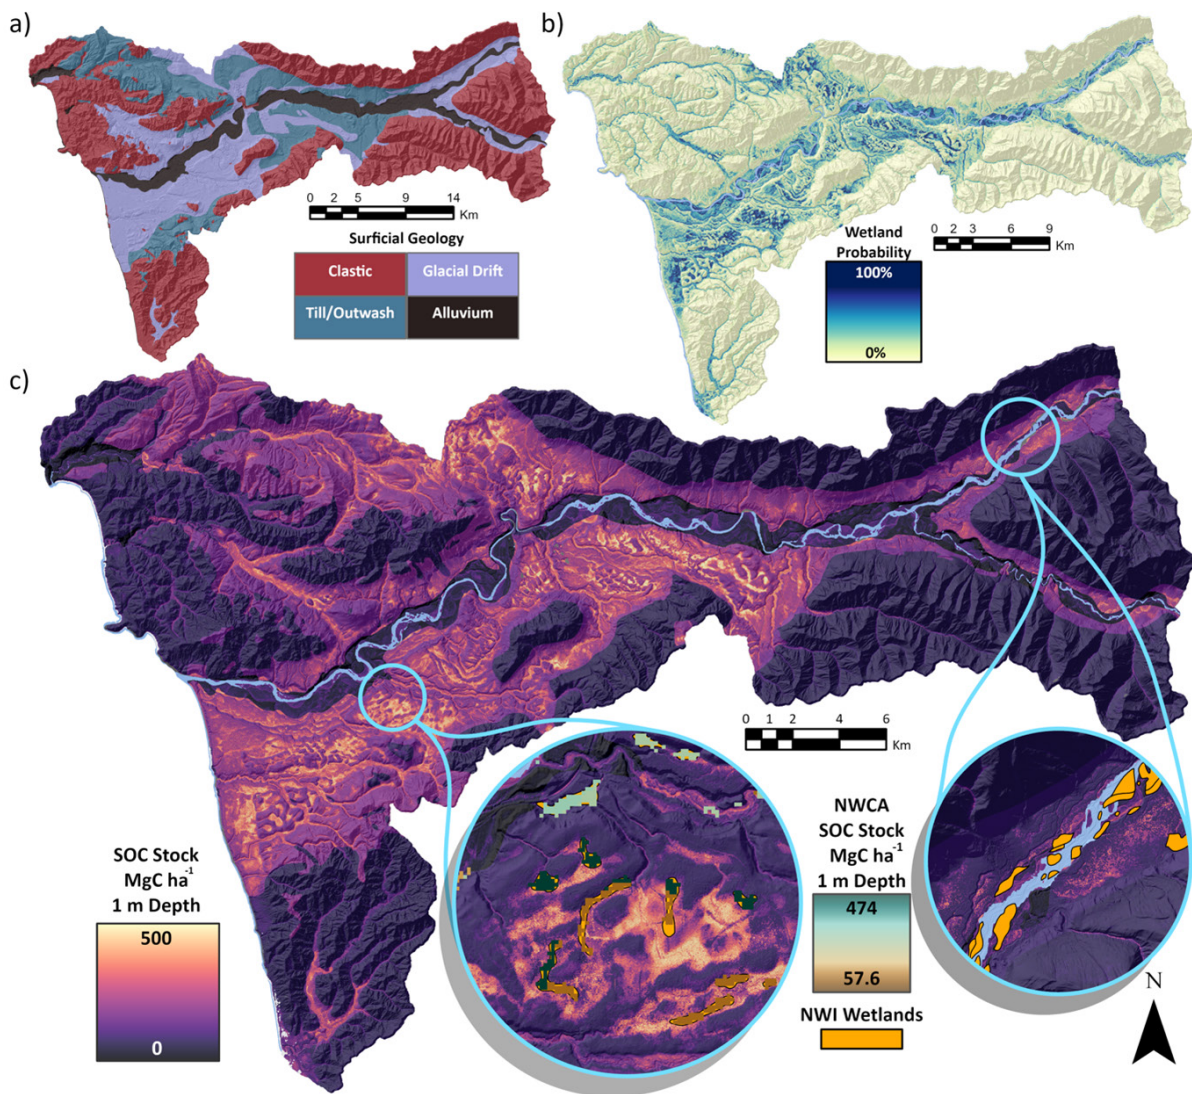 a)
0 2 5 9 14
Km
Surficial Geology
Clastic Glacial Drift
Till/Outwash Alluvium
b)
Wetland
Probability
100%
0%
0 2 3 6 9
Km
c)
0 1 2 4 6
Km
SOC Stock
MgC ha-1
1 m Depth
500
0
NWCA
SOC Stock
MgC ha-1
1 m Depth
474
57.6
NWI Wetlands
N